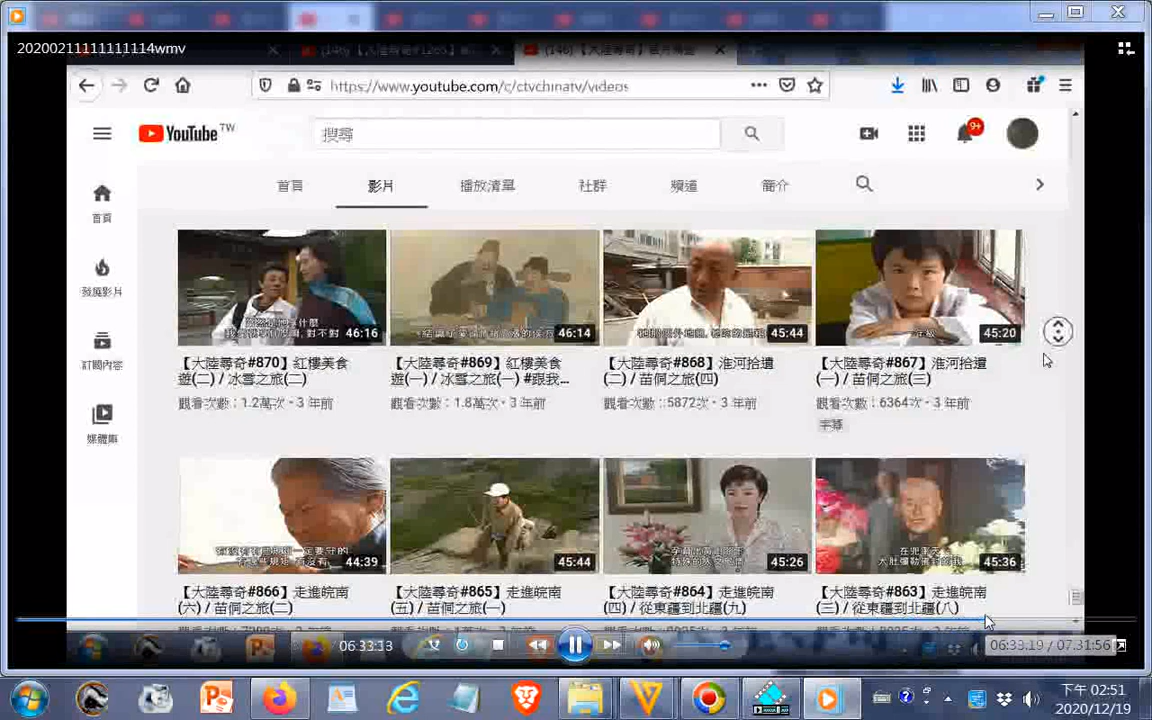 20200211111111114wmv
https://www.youtube.com/c/ctvchinatv/videos
YouTube TW
搜尋
9+
首頁
影片
播放清單
社群
頻道
簡介
首頁
發燒影片
訂閱內容
媒體庫
46:16
46:14
45:44
45:20
【大陸尋奇#870】紅樓美食
遊(二) / 冰雪之旅(二)
觀看次數：1.2萬次・3 年前
【大陸尋奇#869】紅樓美食
遊(一) / 冰雪之旅(一) #跟我...
觀看次數：1.8萬次・3 年前
【大陸尋奇#868】淮河拾遺
(二) / 苗侗之旅(四)
觀看次數：5872次・3 年前
【大陸尋奇#867】淮河拾遺
(一) / 苗侗之旅(三)
觀看次數：6364次・3 年前
字幕
44:39
45:44
45:26
45:36
【大陸尋奇#866】走進皖南
(六) / 苗侗之旅(二)
【大陸尋奇#865】走進皖南
(五) / 苗侗之旅(一)
【大陸尋奇#864】走進皖南
(四) / 從東疆到北疆(九)
【大陸尋奇#863】走進皖南
(三) / 從東疆到北疆(八)
06:33:13
06:33:19 / 07:31:56
下午 02:51
2020/12/19